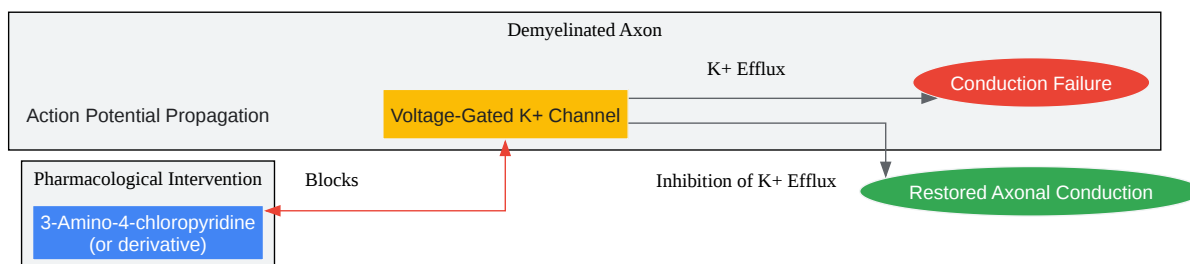 Demyelinated Axon
K+ Efflux
Conduction Failure
Action Potential Propagation
Voltage-Gated K+ Channel
Pharmacological Intervention
Blocks
Inhibition of K+ Efflux
Restored Axonal Conduction
3-Amino-4-chloropyridine
(or derivative)